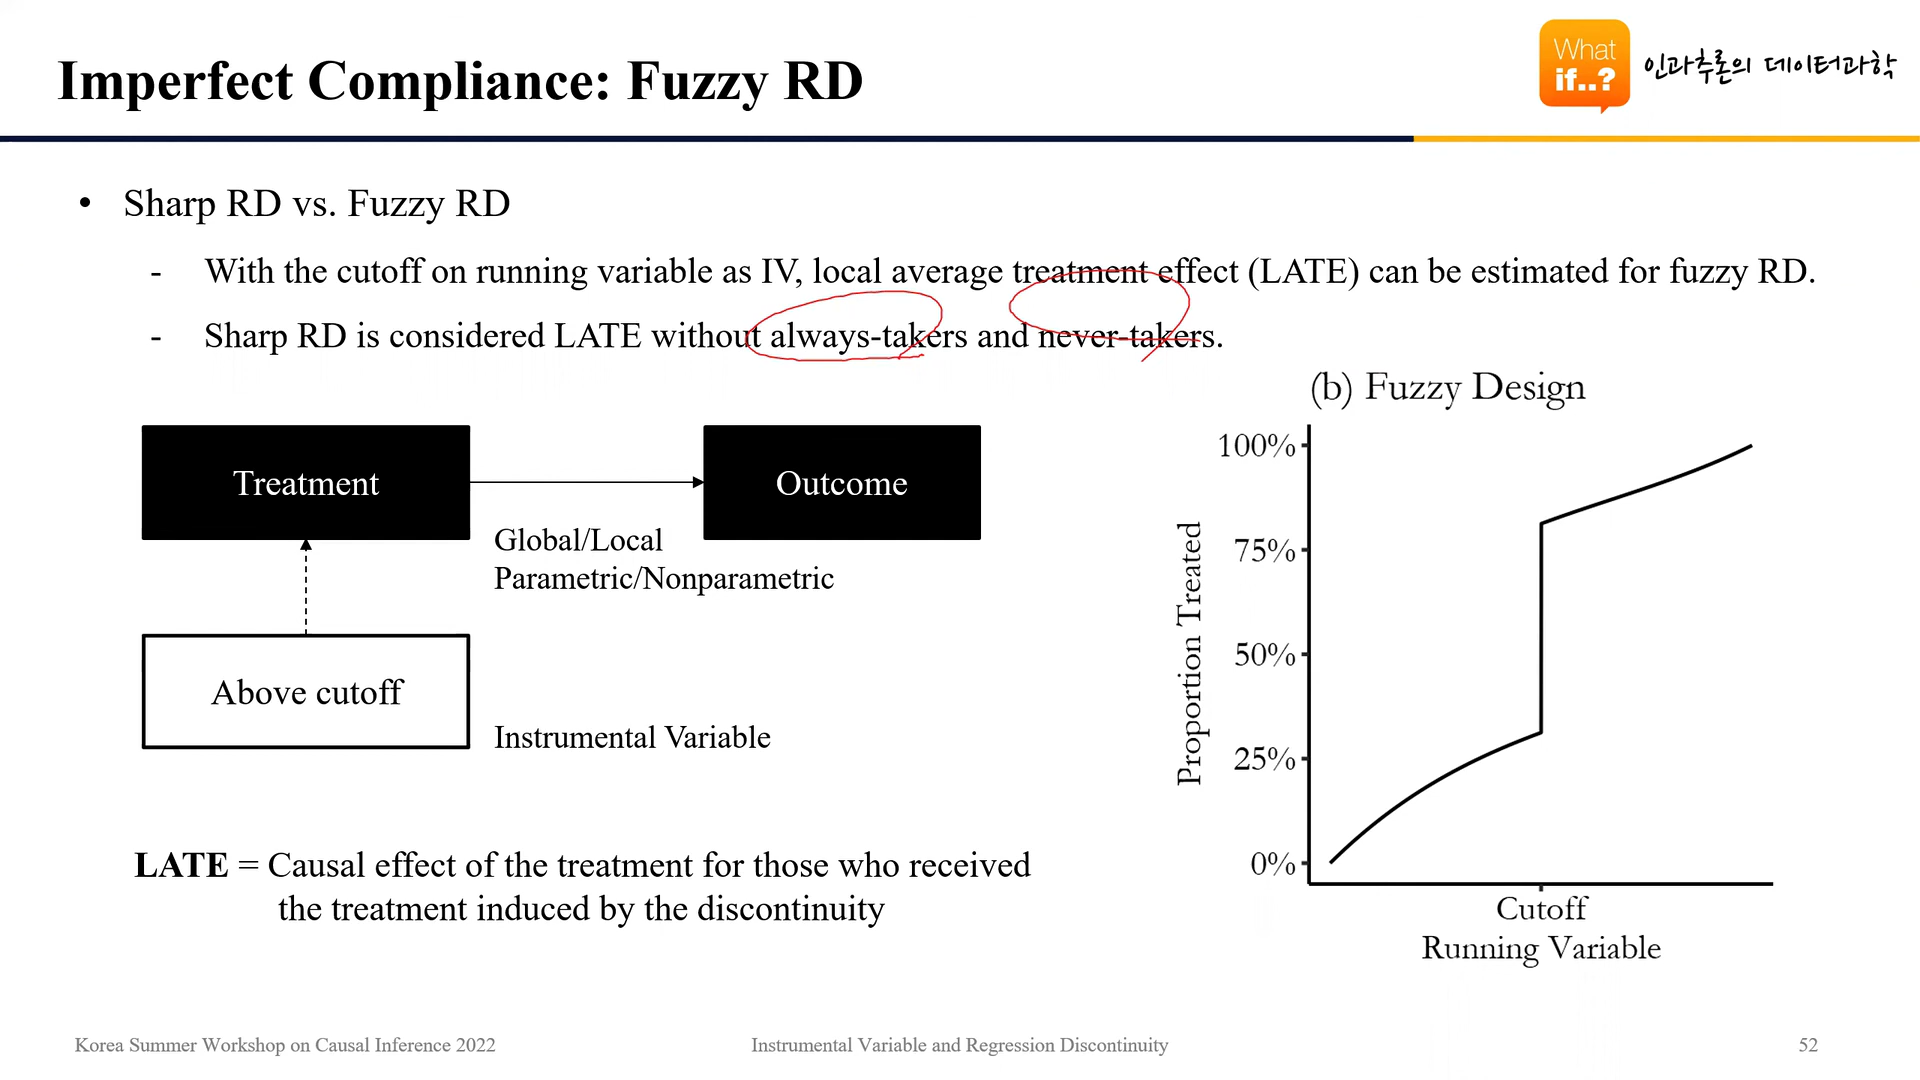 Imperfect Compliance: Fuzzy RD
What
if..?
인과추론의 데이터과학
• Sharp RD vs. Fuzzy RD
- With the cutoff on running variable as IV, local average treatment effect (LATE) can be estimated for fuzzy RD.
- Sharp RD is considered LATE without always-takers and never-takers.
Treatment
Outcome
Global/Local
Parametric/Nonparametric
Above cutoff
Instrumental Variable
LATE = Causal effect of the treatment for those who received
the treatment induced by the discontinuity
(b) Fuzzy Design
100%
75%
50%
25%
0%
Proportion Treated
Cutoff
Running Variable
Korea Summer Workshop on Causal Inference 2022
Instrumental Variable and Regression Discontinuity
52